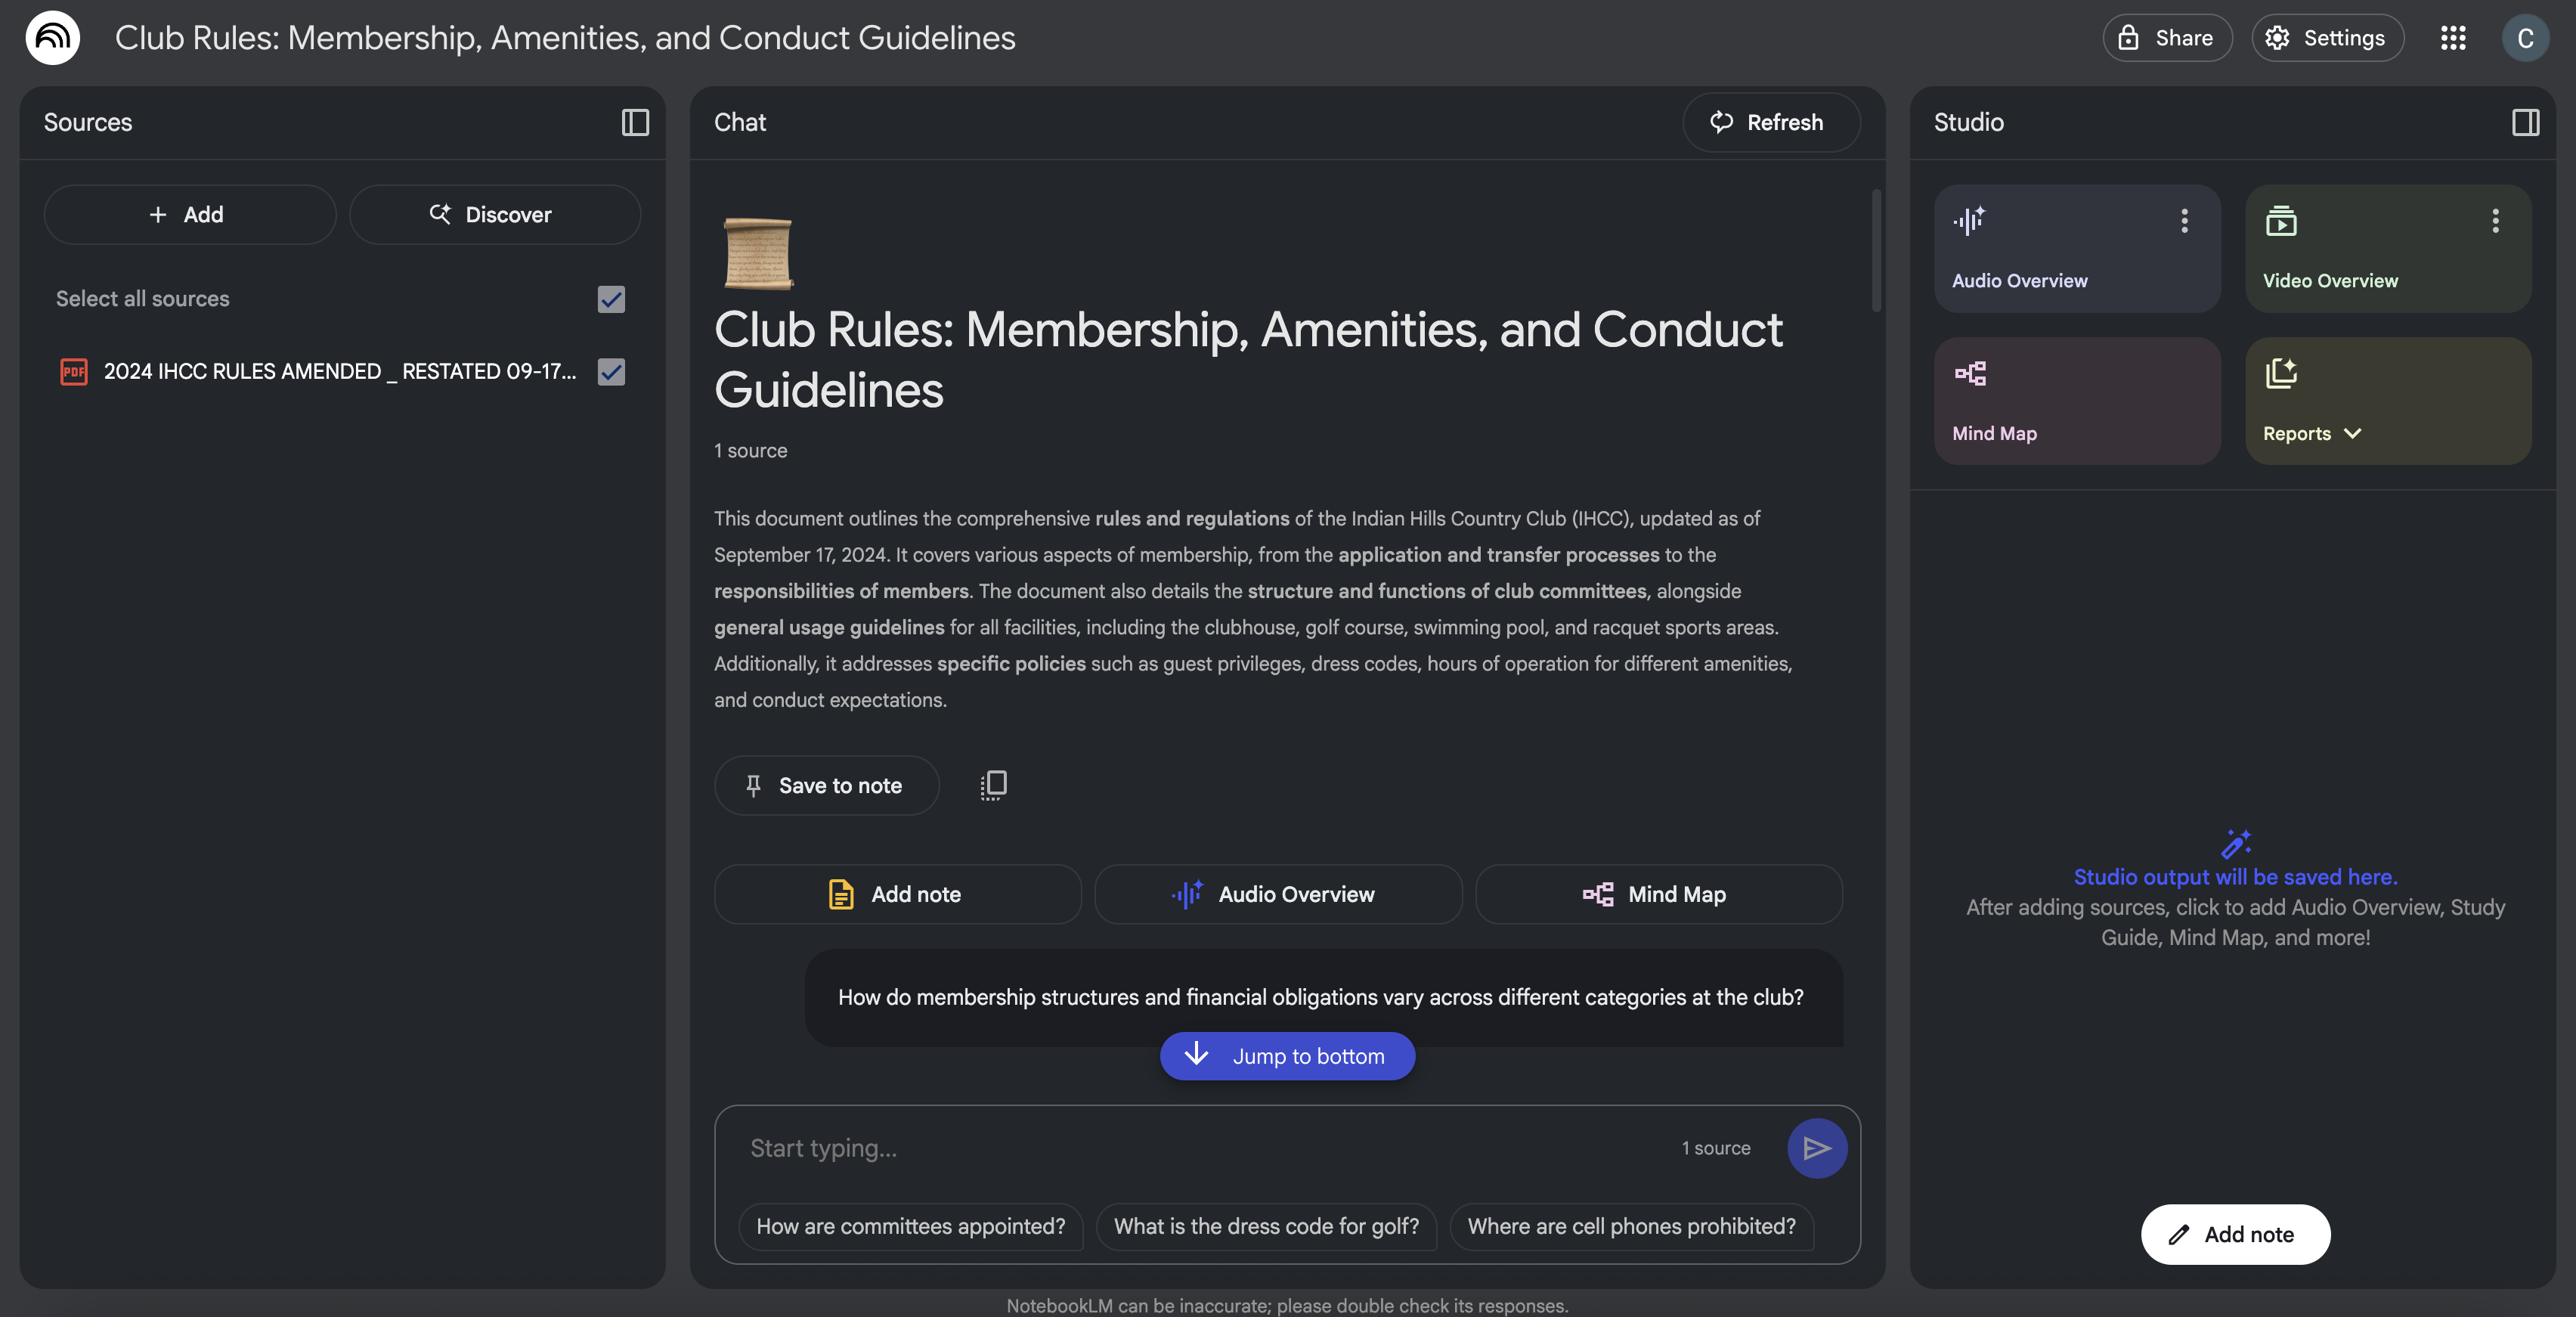 Club Rules: Membership, Amenities, and Conduct Guidelines
Share
Settings
C
Sources
Add
Discover
Select all sources
PDF
2024 IHCC RULES AMENDED _ RESTATED 09-17...
Chat
Refresh
Club Rules: Membership, Amenities, and Conduct
Guidelines
1 source
This document outlines the comprehensive rules and regulations of the Indian Hills Country Club (IHCC), updated as of
September 17, 2024. It covers various aspects of membership, from the application and transfer processes to the
responsibilities of members. The document also details the structure and functions of club committees, alongside
general usage guidelines for all facilities, including the clubhouse, golf course, swimming pool, and racquet sports areas.
Additionally, it addresses specific policies such as guest privileges, dress codes, hours of operation for different amenities,
and conduct expectations.
Save to note
Add note
Audio Overview
Mind Map
How do membership structures and financial obligations vary across different categories at the club?
Jump to bottom
Start typing...
1 source
How are committees appointed?
What is the dress code for golf?
Where are cell phones prohibited?
Studio
Audio Overview
Video Overview
Mind Map
Reports
Studio output will be saved here.
After adding sources, click to add Audio Overview, Study
Guide, Mind Map, and more!
Add note
NotebookLM can be inaccurate; please double check its responses.